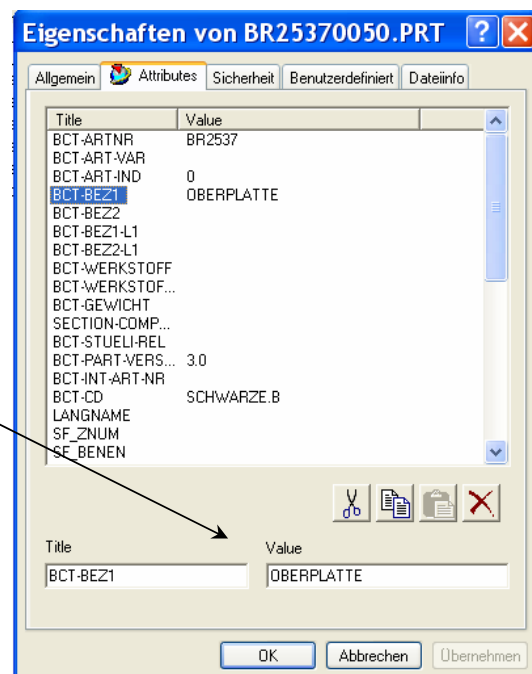 Eigenschaften von BR25370050.PRT
Allgemein Attributes Sicherheit Benutzerdefiniert Dateiinfo
Title Value
BCT-ARTNR BR2537
BCT-ART-VAR
BCT-ART-IND 0
BCT-BEZ1 OBERPLATTE
BCT-BEZ2
BCT-BEZ1-L1
BCT-BEZ2-L1
BCT-WERKSTOFF
BCT-WERKSTOF...
BCT-GEWICHT
SECTION-COMP...
BCT-STUELI-REL
BCT-PART-VERS... 3.0
BCT-INT-ART-NR
BCT-CD SCHWARZE.B
LANGNAME
SF_ZNUM
SF_BENEN
Title Value
BCT-BEZ1 OBERPLATTE
OK Abbrechen Übernehmen